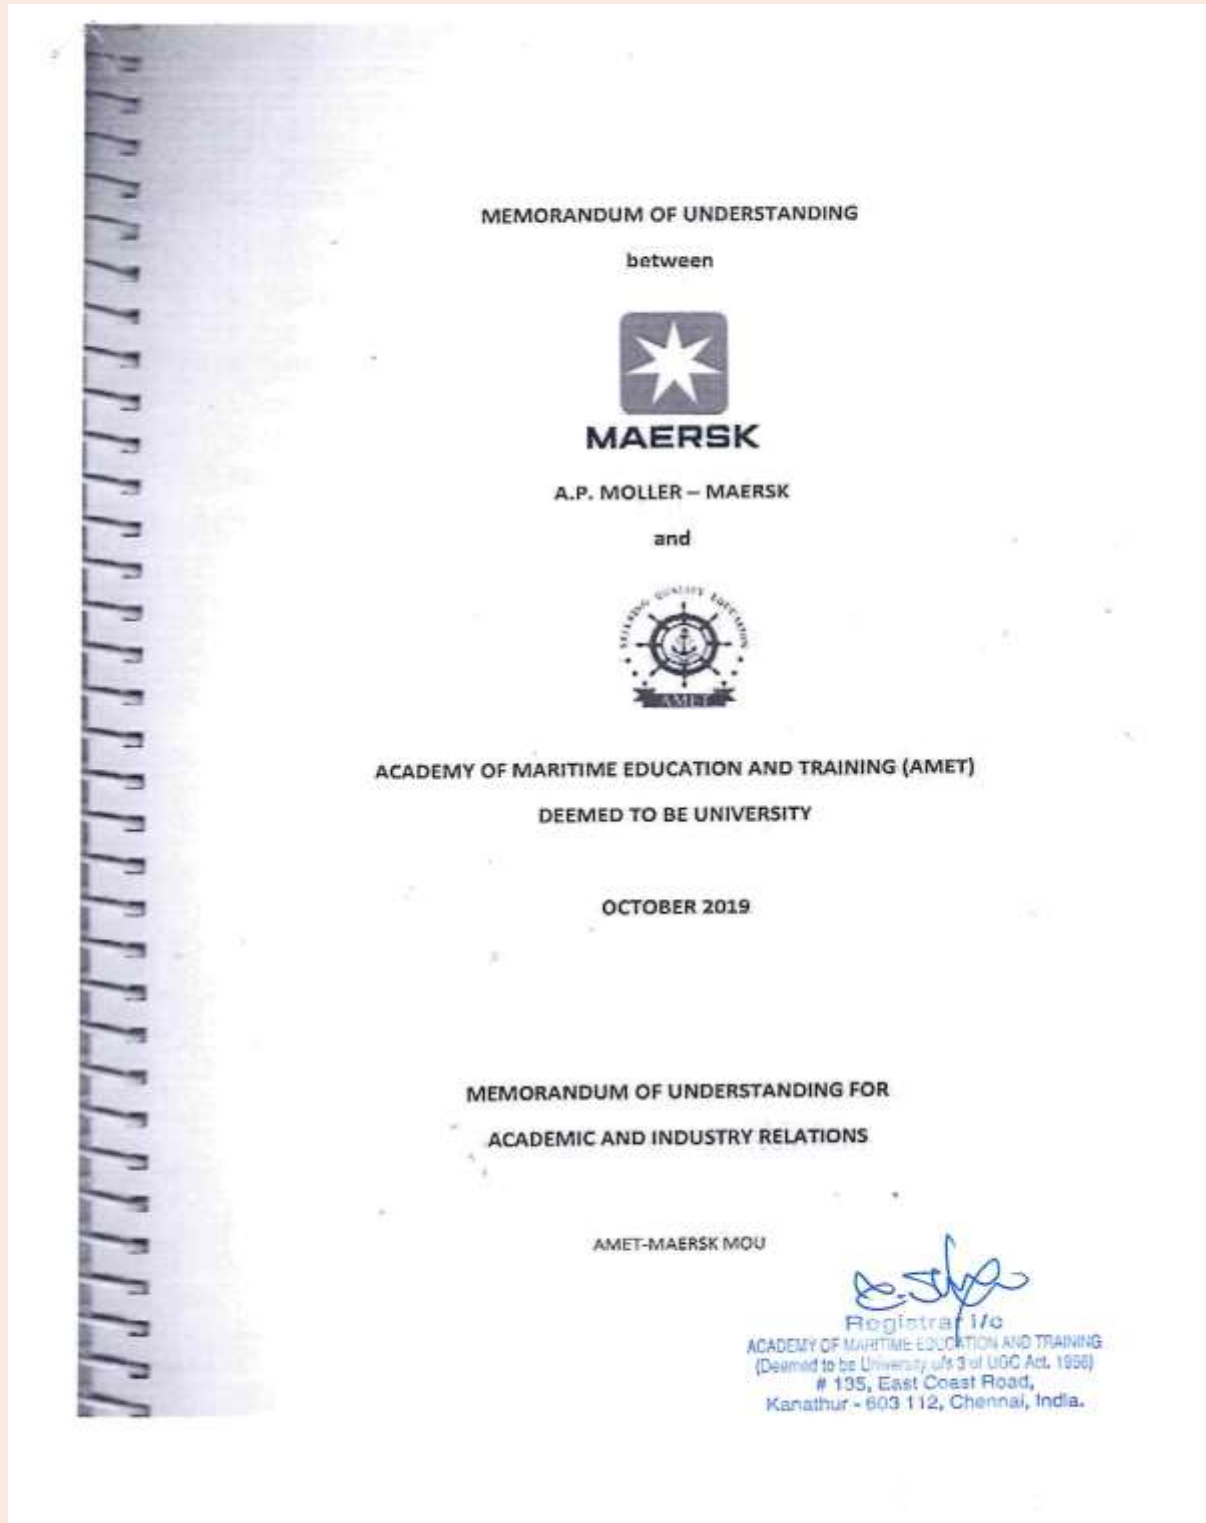 MEMORANDUM OF UNDERSTANDING
between
MAERSK
A.P. MOLLER – MAERSK
and
QUALITY EDUCATION
AMET
ACADEMY OF MARITIME EDUCATION AND TRAINING (AMET)
DEEMED TO BE UNIVERSITY
OCTOBER 2019
MEMORANDUM OF UNDERSTANDING FOR
ACADEMIC AND INDUSTRY RELATIONS
AMET-MAERSK MOU
Registrar i/c
ACADEMY OF MARITIME EDUCATION AND TRAINING
(Deemed to be University u/s 3 of UGC Act. 1956)
# 135, East Coast Road,
Kanathur - 603 112, Chennai, India.